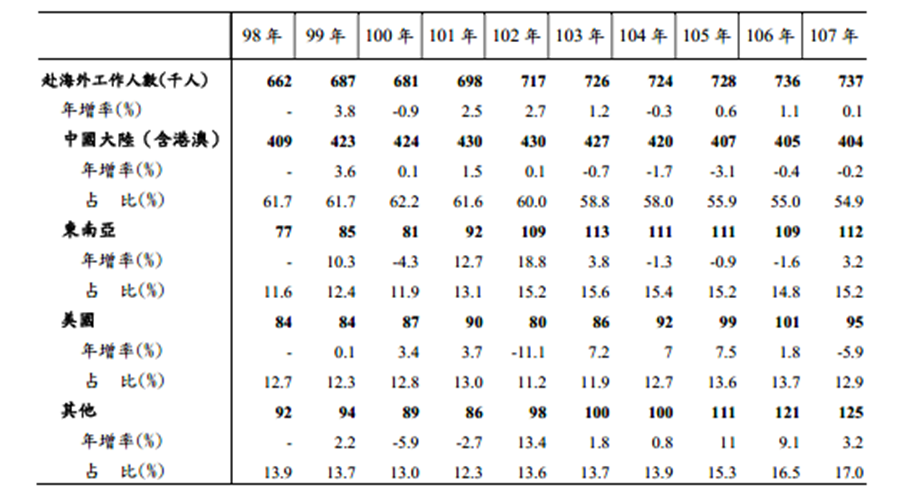 98年 99年 100年 101年 102年 103年 104年 105年 106年 107年
赴海外工作人數(千人) 662 687 681 698 717 726 724 728 736 737
年增率(%) - 3.8 -0.9 2.5 2.7 1.2 -0.3 0.6 1.1 0.1
中國大陸（含港澳） 409 423 424 430 430 427 420 407 405 404
年增率(%) - 3.6 0.1 1.5 0.1 -0.7 -1.7 -3.1 -0.4 -0.2
占 比(%) 61.7 61.7 62.2 61.6 60.0 58.8 58.0 55.9 55.0 54.9
東南亞 77 85 81 92 109 113 111 111 109 112
年增率(%) - 10.3 -4.3 12.7 18.8 3.8 -1.3 -0.9 -1.6 3.2
占 比(%) 11.6 12.4 11.9 13.1 15.2 15.6 15.4 15.2 14.8 15.2
美國 84 84 87 90 80 86 92 99 101 95
年增率(%) - 0.1 3.4 3.7 -11.1 7.2 7 7.5 1.8 -5.9
占 比(%) 12.7 12.3 12.8 13.0 11.2 11.9 12.7 13.6 13.7 12.9
其他 92 94 89 86 98 100 100 111 121 125
年增率(%) - 2.2 -5.9 -2.7 13.4 1.8 0.8 11 9.1 3.2
占 比(%) 13.9 13.7 13.0 12.3 13.6 13.7 13.9 15.3 16.5 17.0